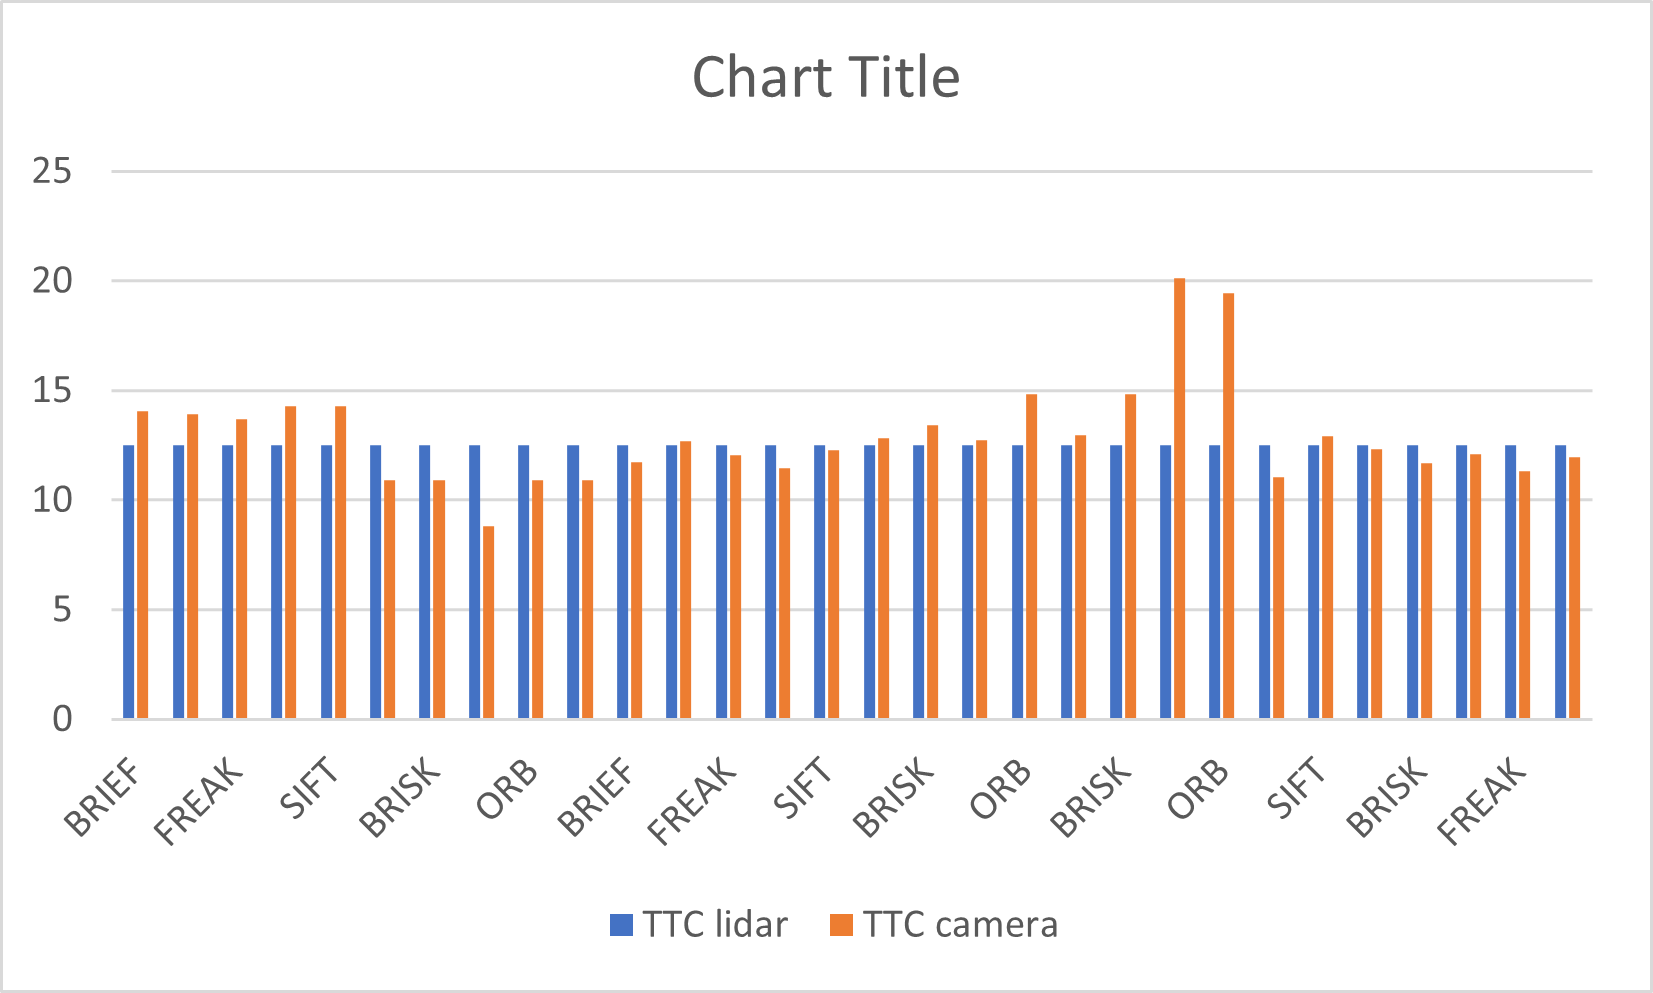 Chart Title
25
20
15
10
5
0
BRIEF
FREAK
SIFT
BRISK
ORB
BRIEF
FREAK
SIFT
BRISK
ORB
BRISK
ORB
SIFT
BRISK
FREAK
TTC lidar TTC camera